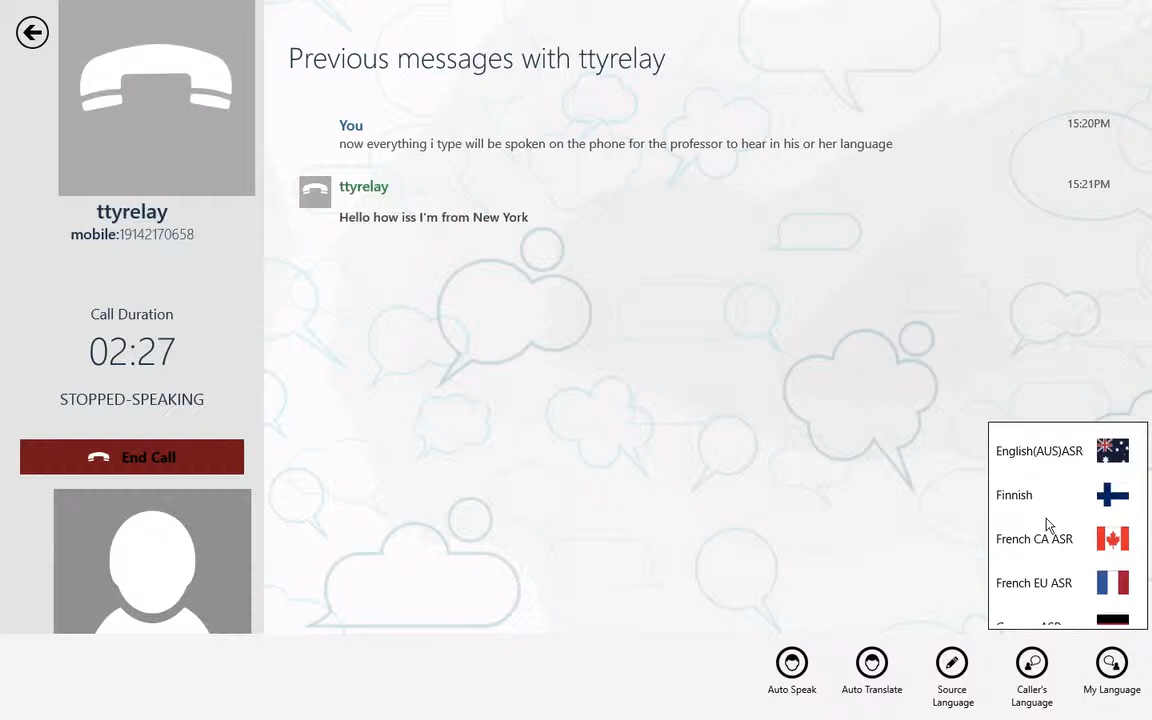 Previous messages with ttyrelay
You
15:20PM
now everything i type will be spoken on the phone for the professor to hear in his or her language
ttyrelay
15:21PM
Hello how iss I'm from New York
ttyrelay
mobile:19142170658
Call Duration
02:27
STOPPED-SPEAKING
End Call
English(AUS)ASR
Finnish
French CA ASR
French EU ASR
Auto Speak
Auto Translate
Source Language
Caller's Language
My Language